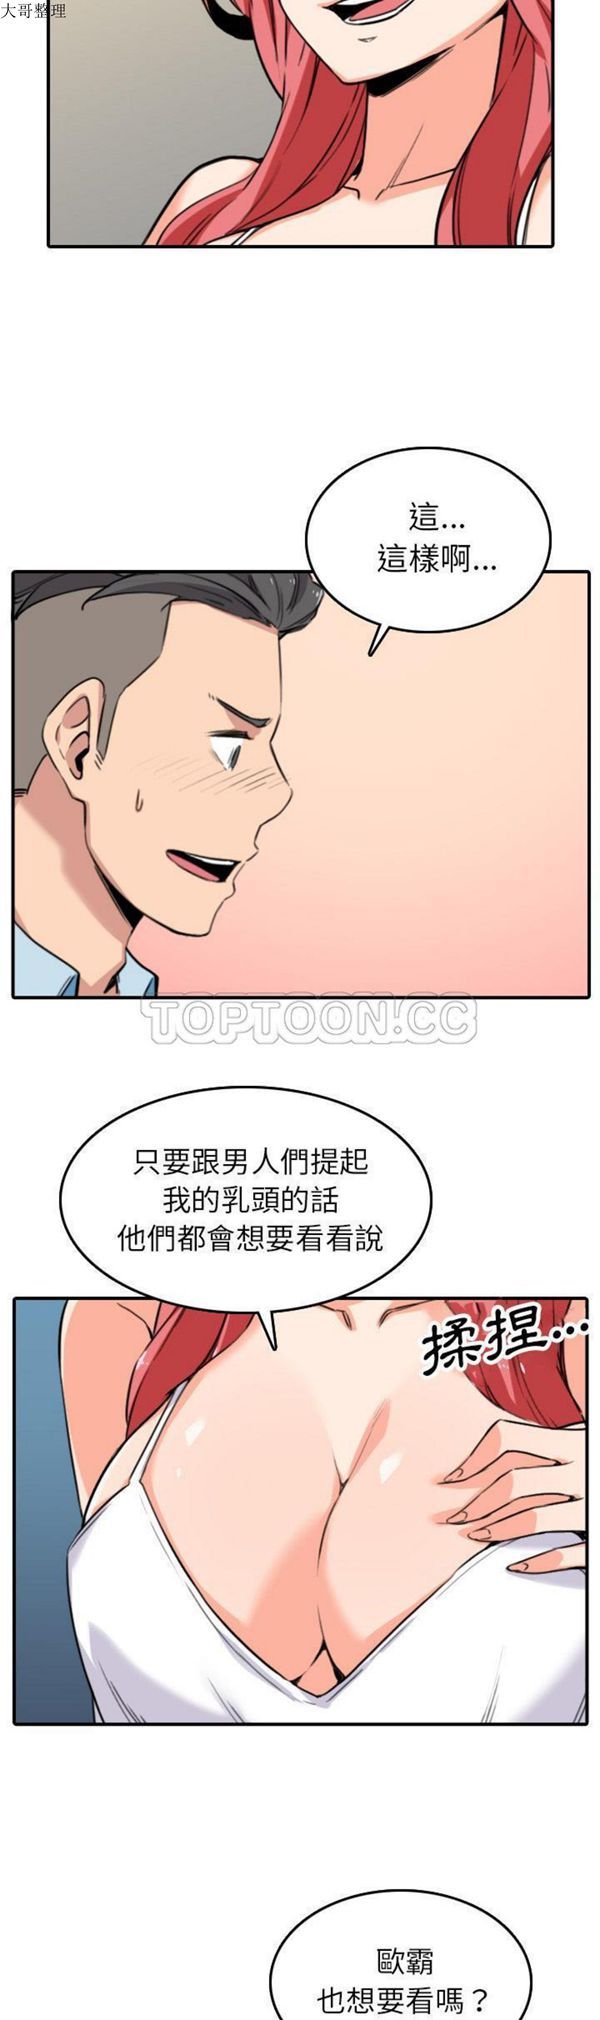 大哥整理
這...
這樣啊...
TOPTOON.CC
只要跟男人們提起
我的乳頭的話
他們都會想要看看說
揉捏...
歐霸
也想要看嗎？